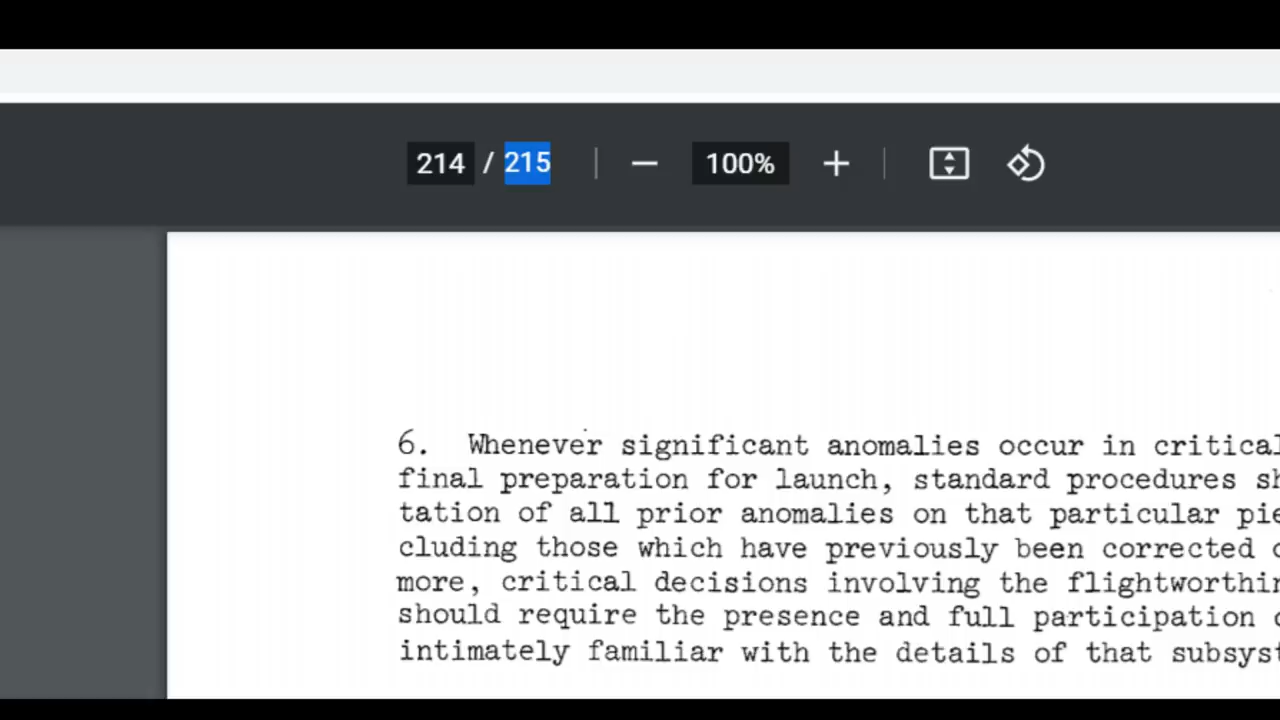 214 / 215 100%
6. Whenever significant anomalies occur in critical
final preparation for launch, standard procedures sh
tation of all prior anomalies on that particular pie
cluding those which have previously been corrected
more, critical decisions involving the flightworthin
should require the presence and full participation
intimately familiar with the details of that subsyst